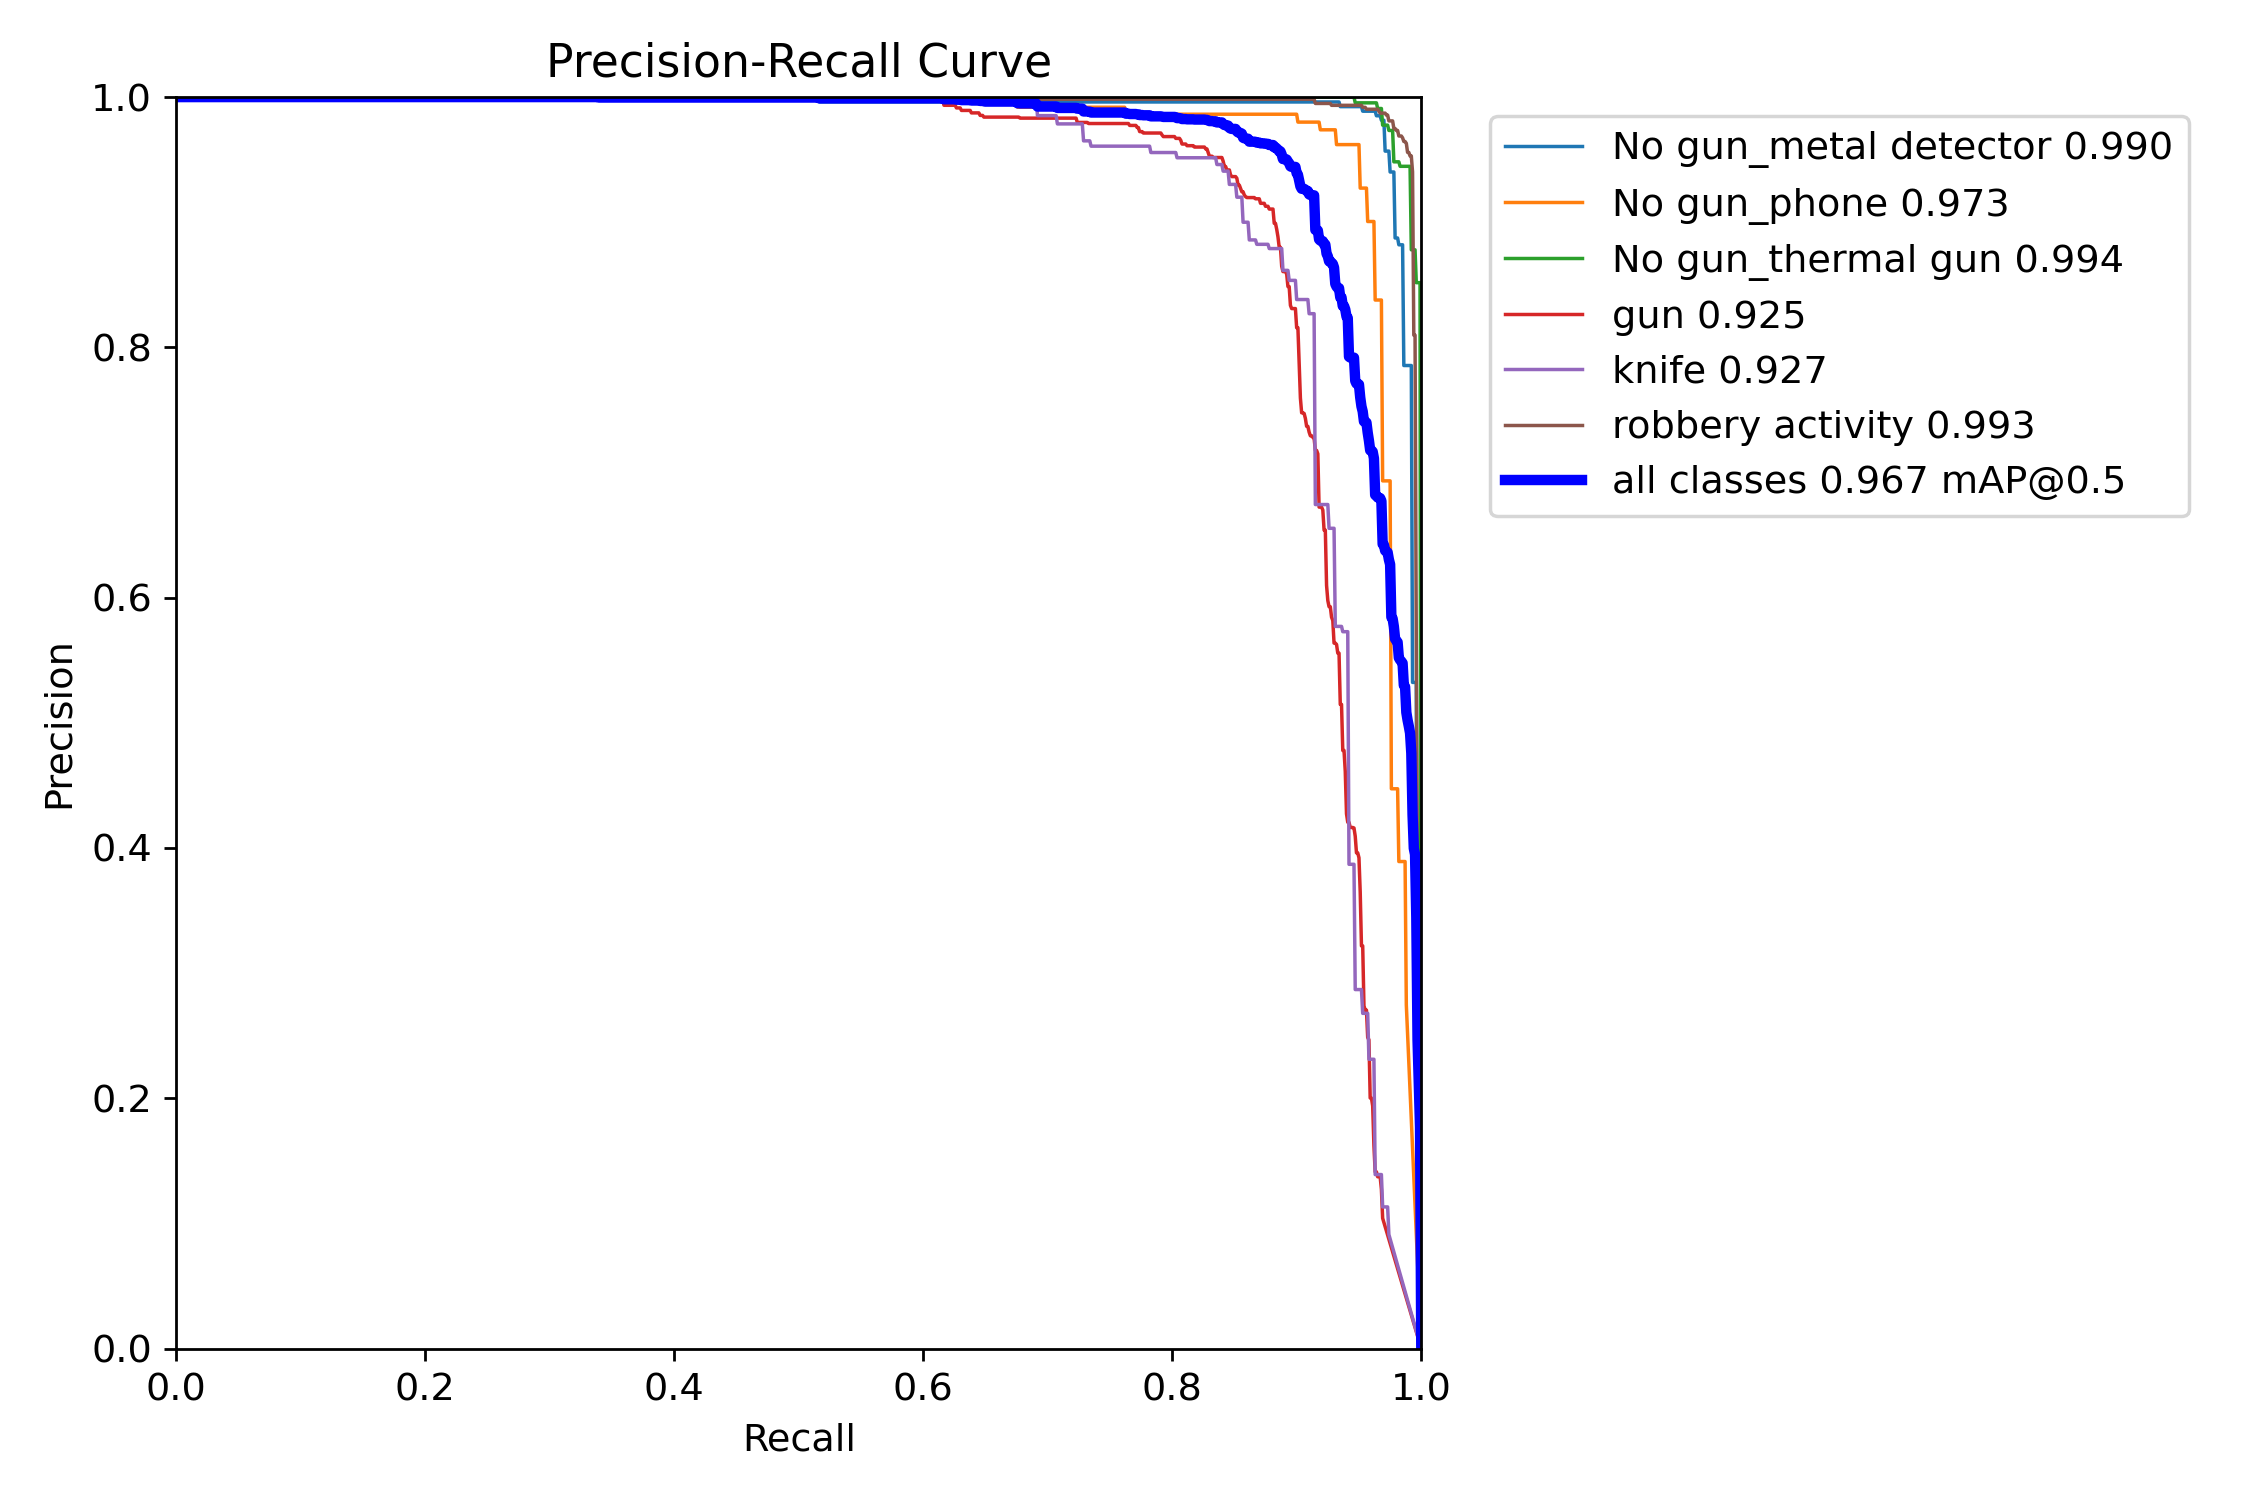 Precision-Recall Curve
1.0
0.8
0.6
0.4
0.2
0.0
Precision
0.0 0.2 0.4 0.6 0.8 1.0
Recall
No gun_metal detector 0.990
No gun_phone 0.973
No gun_thermal gun 0.994
gun 0.925
knife 0.927
robbery activity 0.993
all classes 0.967 mAP@0.5